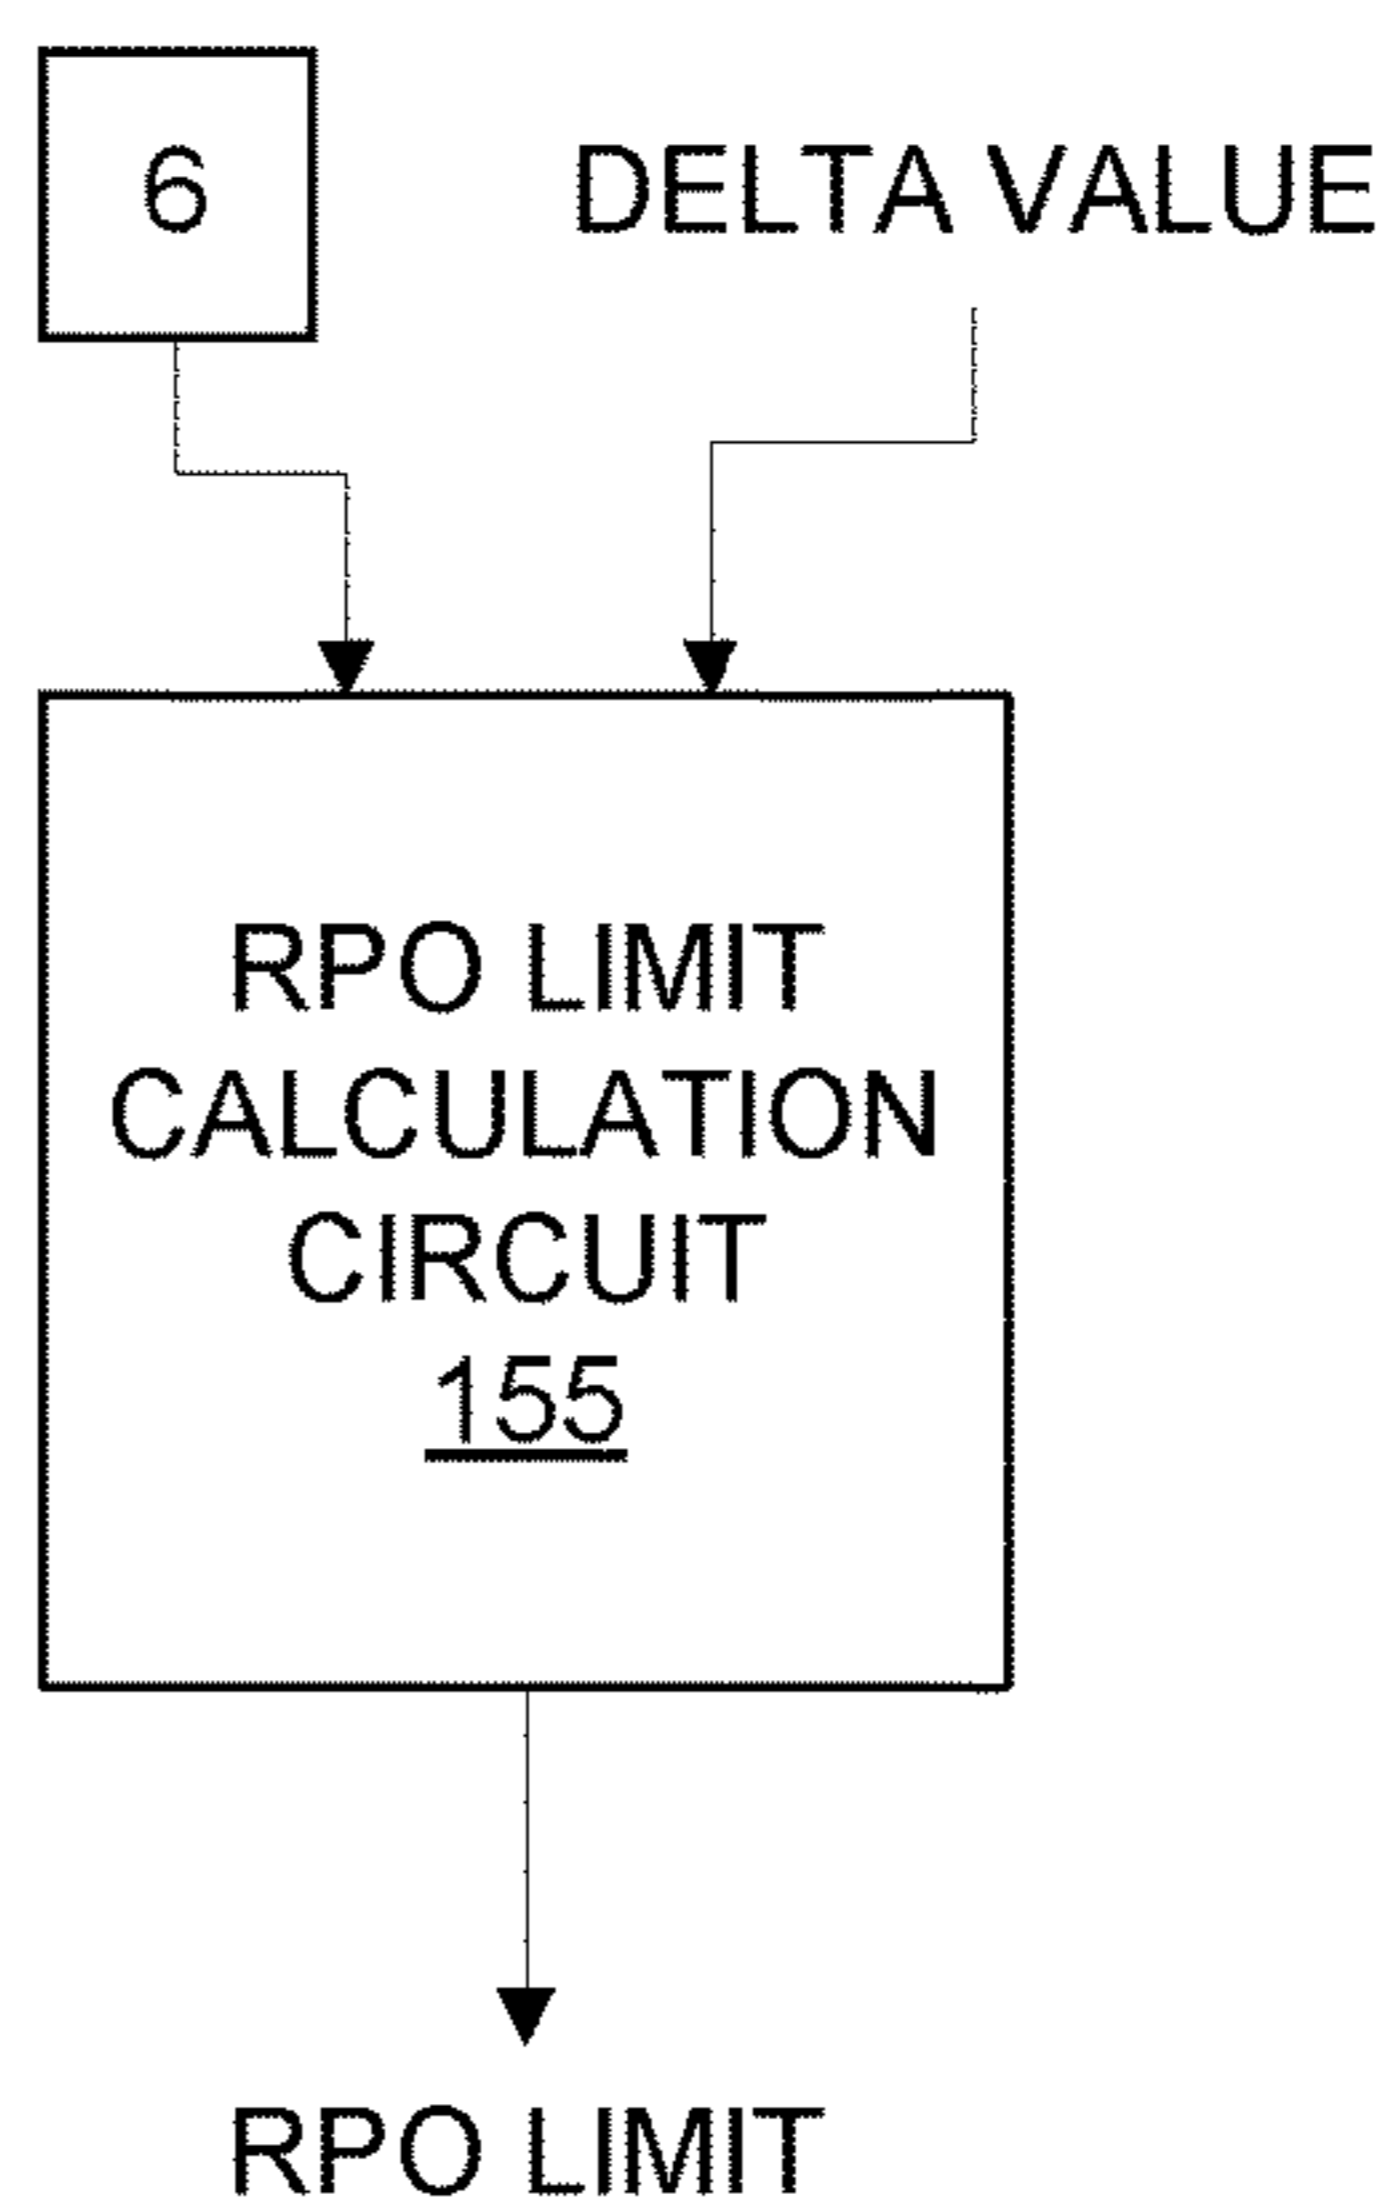 6
DELTA VALUE
RPO LIMIT
CALCULATION
CIRCUIT
155
RPO LIMIT